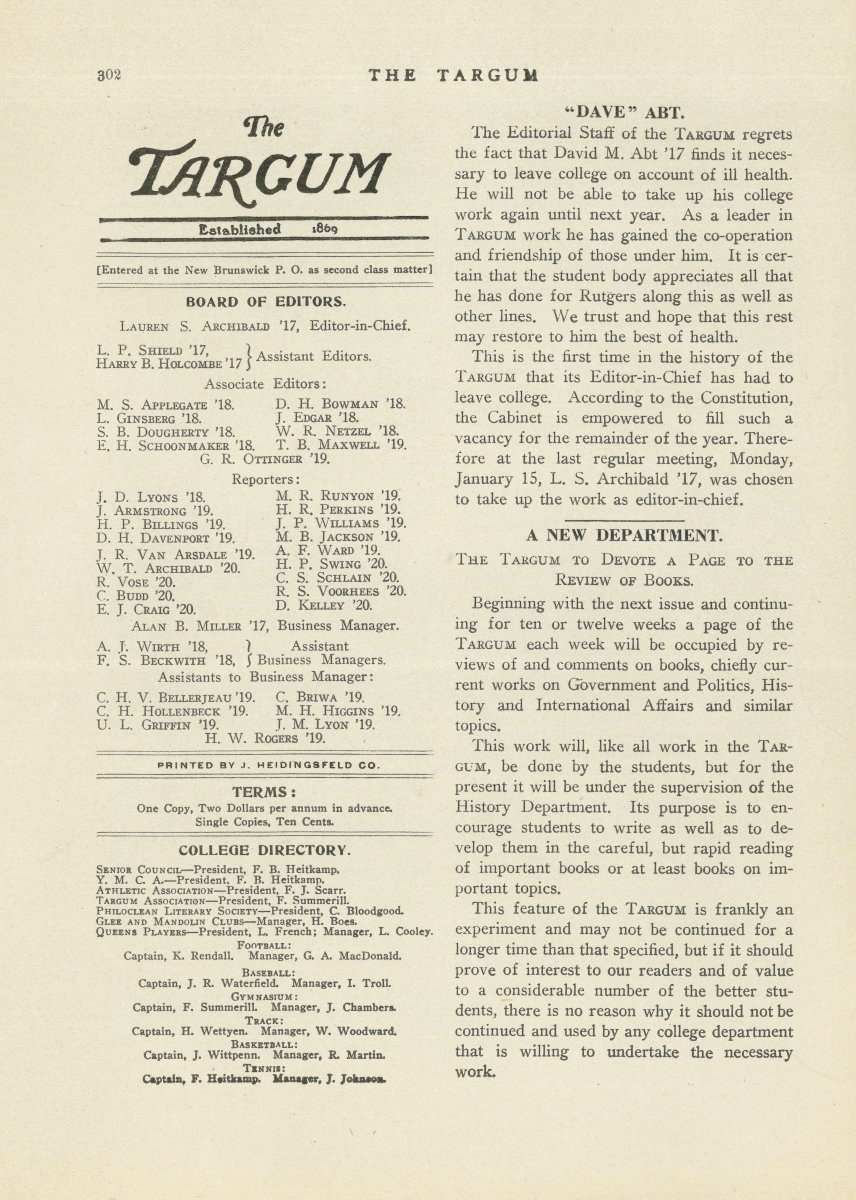 302
THE TARGUM
The
TARGUM
Established 1869
[Entered at the New Brunswick P. O. as second class matter]
BOARD OF EDITORS.
LAUREN S. ARCHIBALD '17, Editor-in-Chief.
L. P. SHIELD '17,
HARRY B. HOLCOMBE '17 } Assistant Editors.
Associate Editors:
M. S. APPLEGATE '18. D. H. BOWMAN '18.
L. GINSBERG '18. J. EDGAR '18.
S. B. DOUGHERTY '18. W. R. NETZEL '18.
E. H. SCHOONMAKER '18. T. B. MAXWELL '19.
G. R. OTTINGER '19.
Reporters:
J. D. LYONS '18. M. R. RUNYON '19.
J. ARMSTRONG '19. H. R. PERKINS '19.
H. P. BILLINGS '19. J. P. WILLIAMS '19.
D. H. DAVENPORT '19. M. B. JACKSON '19.
J. R. VAN ARSDALE '19. A. F. WARD '19.
W. T. ARCHIBALD '20. H. P. SWING '20.
R. VOSE '20. C. S. SCHLAIN '20.
C. BUDD '20. R. S. VOORHEES '20.
E. J. CRAIG '20. D. KELLEY '20.
ALAN B. MILLER '17, Business Manager.
A. J. WIRTH '18, } Assistant
F. S. BECKWITH '18, } Business Managers.
Assistants to Business Manager:
C. H. V. BELLERJEAU '19. C. BRIWA '19.
C. H. HOLLENBECK '19. M. H. HIGGINS '19.
U. L. GRIFFIN '19. J. M. LYON '19.
H. W. ROGERS '19.
PRINTED BY J. HEIDINGSFELD CO.
TERMS:
One Copy, Two Dollars per annum in advance.
Single Copies, Ten Cents.
COLLEGE DIRECTORY.
SENIOR COUNCIL—President, F. B. Heitkamp.
Y. M. C. A.—President, F. B. Heitkamp.
ATHLETIC ASSOCIATION—President, F. J. Scarr.
TARGUM ASSOCIATION—President, F. Summerill.
PHILOCLEAN LITERARY SOCIETY—President, C. Bloodgood.
GLEE AND MANDOLIN CLUBS—Manager, H. Boes.
QUEENS PLAYERS—President, L. French; Manager, L. Cooley.
FOOTBALL:
Captain, K. Rendall. Manager, G. A. MacDonald.
BASEBALL:
Captain, J. R. Waterfield. Manager, I. Troll.
GYMNASIUM:
Captain, F. Summerill. Manager, J. Chambers.
TRACK:
Captain, H. Wettyen. Manager, W. Woodward.
BASKETBALL:
Captain, J. Wittpenn. Manager, R. Martin.
TENNIS:
Captain, F. Heitkamp. Manager, J. Johnson.
"DAVE" ABT.
The Editorial Staff of the TARGUM regrets
the fact that David M. Abt '17 finds it neces-
sary to leave college on account of ill health.
He will not be able to take up his college
work again until next year. As a leader in
TARGUM work he has gained the co-operation
and friendship of those under him. It is cer-
tain that the student body appreciates all that
he has done for Rutgers along this as well as
other lines. We trust and hope that this rest
may restore to him the best of health.
This is the first time in the history of the
TARGUM that its Editor-in-Chief has had to
leave college. According to the Constitution,
the Cabinet is empowered to fill such a
vacancy for the remainder of the year. There-
fore at the last regular meeting, Monday,
January 15, L. S. Archibald '17, was chosen
to take up the work as editor-in-chief.
A NEW DEPARTMENT.
THE TARGUM TO DEVOTE A PAGE TO THE
REVIEW OF BOOKS.
Beginning with the next issue and continu-
ing for ten or twelve weeks a page of the
TARGUM each week will be occupied by re-
views of and comments on books, chiefly cur-
rent works on Government and Politics, His-
tory and International Affairs and similar
topics.
This work will, like all work in the TAR-
GUM, be done by the students, but for the
present it will be under the supervision of the
History Department. Its purpose is to en-
courage students to write as well as to de-
velop them in the careful, but rapid reading
of important books or at least books on im-
portant topics.
This feature of the TARGUM is frankly an
experiment and may not be continued for a
longer time than that specified, but if it should
prove of interest to our readers and of value
to a considerable number of the better stu-
dents, there is no reason why it should not be
continued and used by any college department
that is willing to undertake the necessary
work.